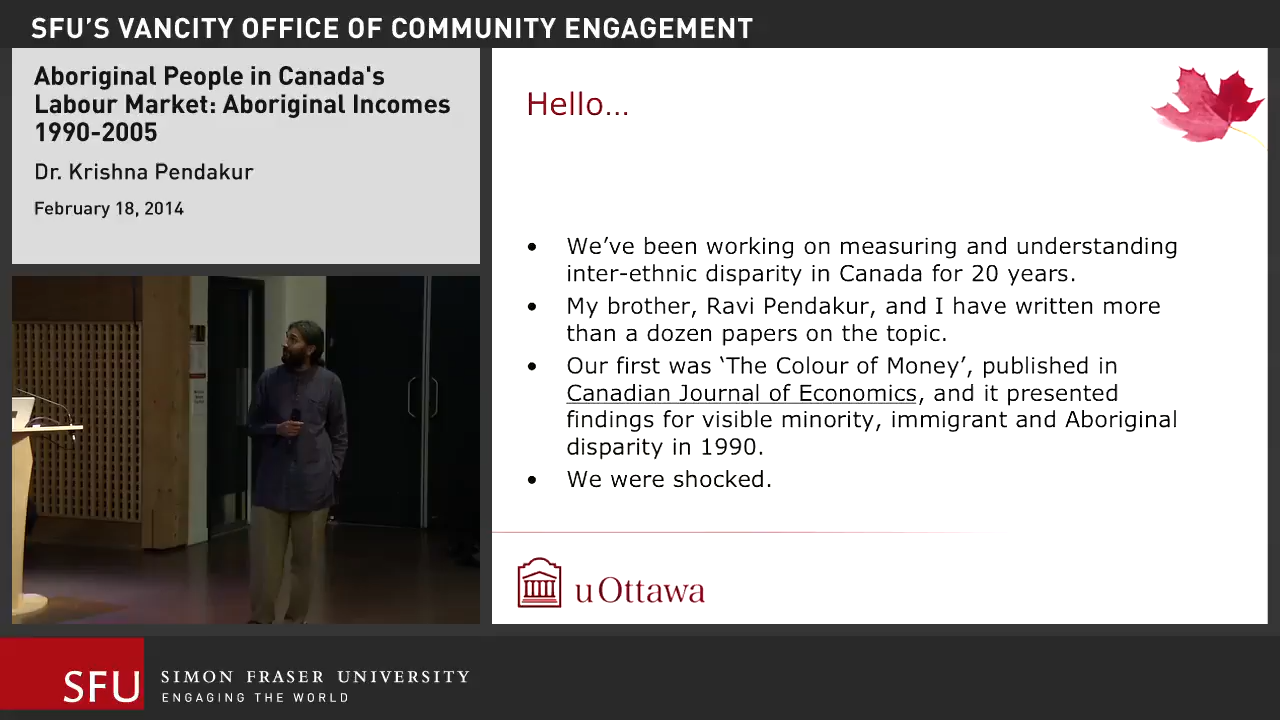 SFU'S VANCITY OFFICE OF COMMUNITY ENGAGEMENT
Aboriginal People in Canada's
Labour Market: Aboriginal Incomes
1990-2005
Dr. Krishna Pendakur
February 18, 2014
Hello...
• We've been working on measuring and understanding
inter-ethnic disparity in Canada for 20 years.
• My brother, Ravi Pendakur, and I have written more
than a dozen papers on the topic.
• Our first was ‘The Colour of Money’, published in
Canadian Journal of Economics, and it presented
findings for visible minority, immigrant and Aboriginal
disparity in 1990.
• We were shocked.
uOttawa
SFU
SIMON FRASER UNIVERSITY
ENGAGING THE WORLD